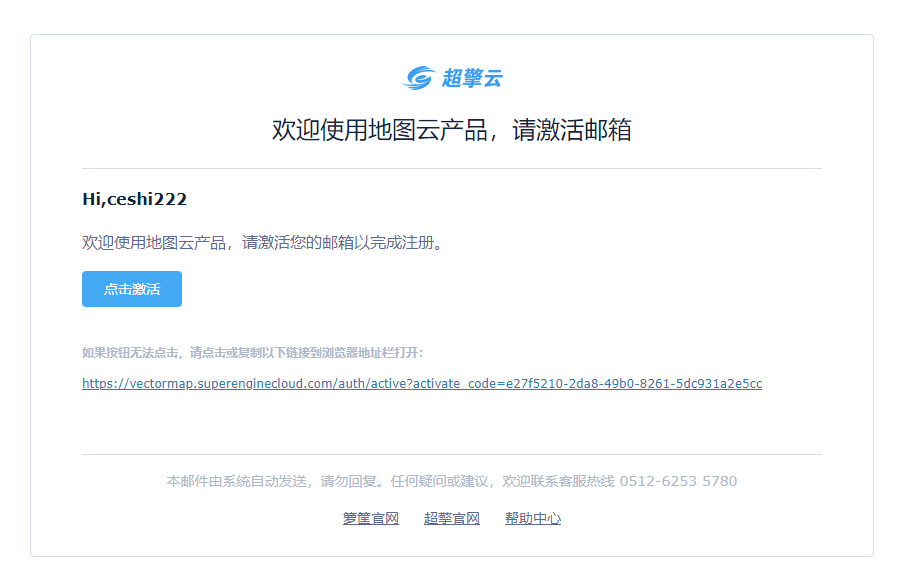 超擎云
欢迎使用地图云产品，请激活邮箱
Hi,ceshi222
欢迎使用地图云产品，请激活您的邮箱以完成注册。
点击激活
如果按钮无法点击，请点击或复制以下链接到浏览器地址栏打开：
https://vectormap.superenginecloud.com/auth/active?activate_code=e27f5210-2da8-49b0-8261-5dc931a2e5cc
本邮件由系统自动发送，请勿回复。任何疑问或建议，欢迎联系客服热线 0512-6253 5780
箩筐官网 超擎官网 帮助中心